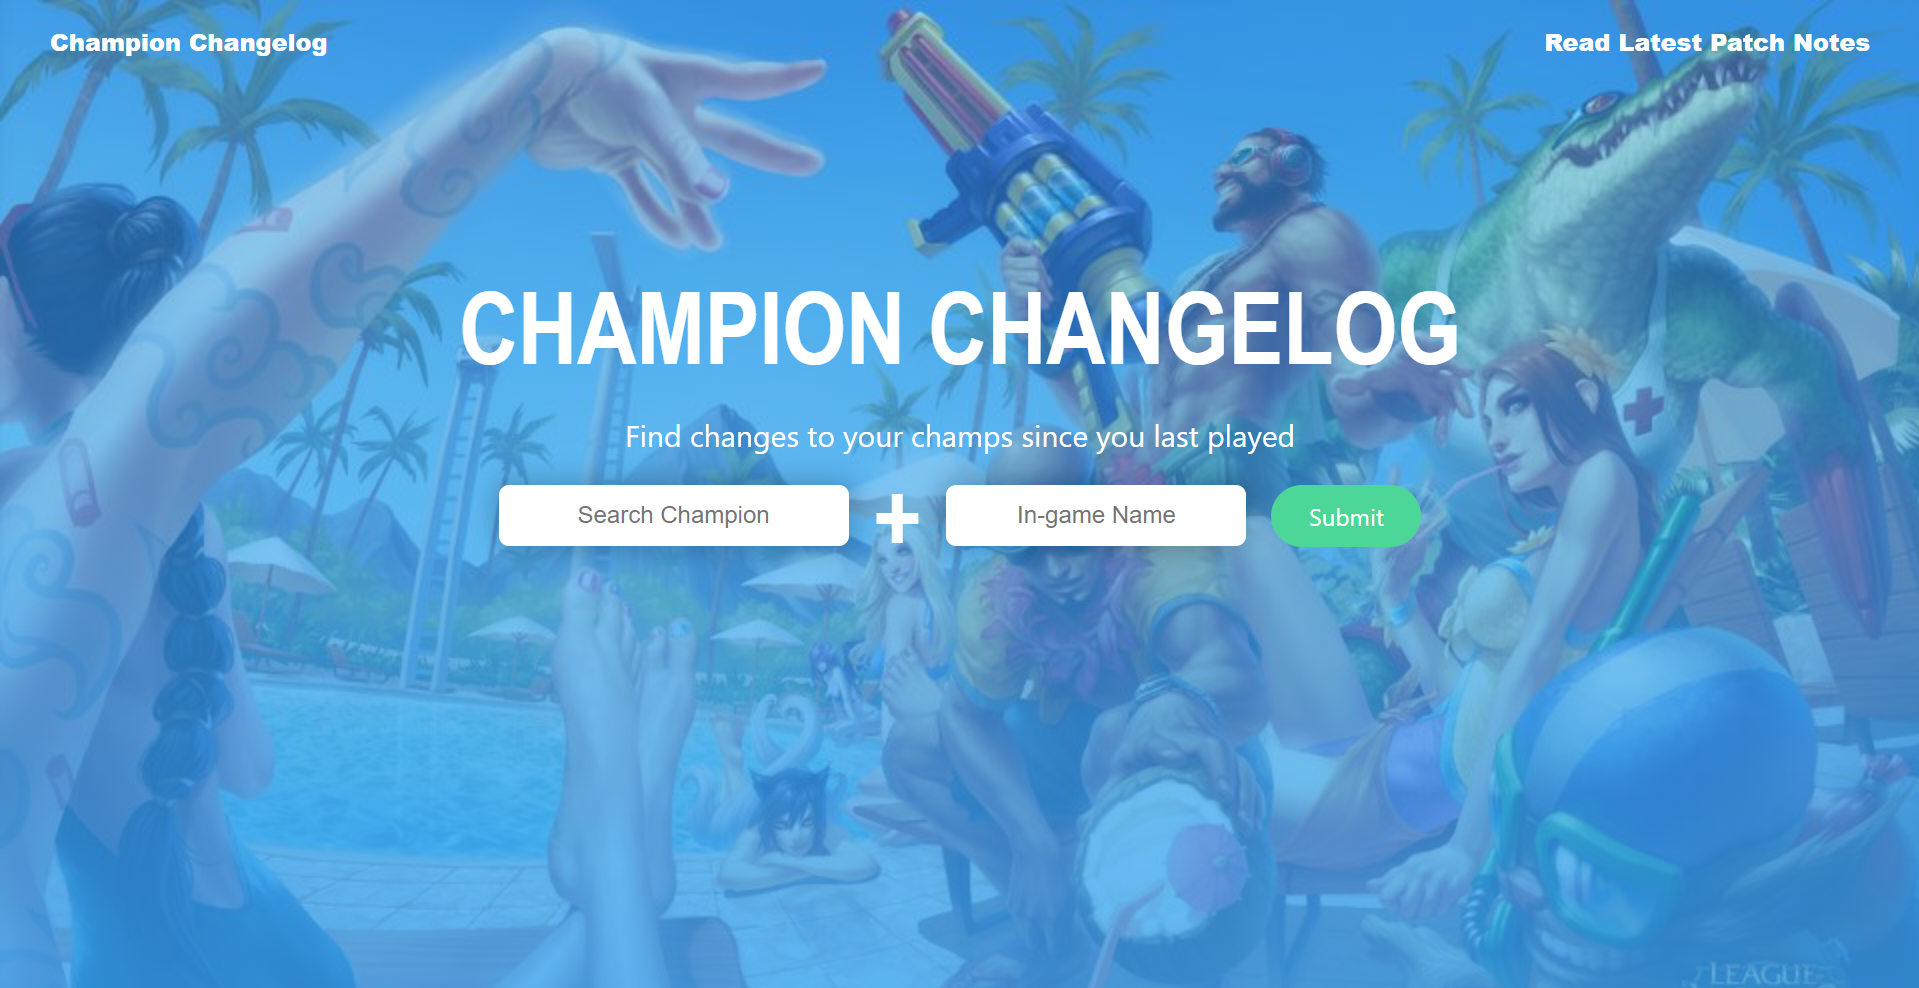 Champion Changelog
Read Latest Patch Notes
CHAMPION CHANGELOG
Find changes to your champs since you last played
Search Champion
+
In-game Name
Submit
LEAGUE